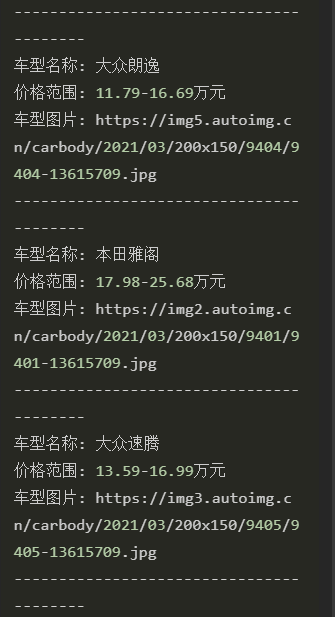 --------------------------------
--------
车型名称: 大众朗逸
价格范围: 11.79-16.69万元
车型图片: https://img5.autoimg.c
n/carbody/2021/03/200x150/9404/9
404-13615709.jpg
--------------------------------
--------
车型名称: 本田雅阁
价格范围: 17.98-25.68万元
车型图片: https://img2.autoimg.c
n/carbody/2021/03/200x150/9401/9
401-13615709.jpg
--------------------------------
--------
车型名称: 大众速腾
价格范围: 13.59-16.99万元
车型图片: https://img3.autoimg.c
n/carbody/2021/03/200x150/9405/9
405-13615709.jpg
--------------------------------
--------